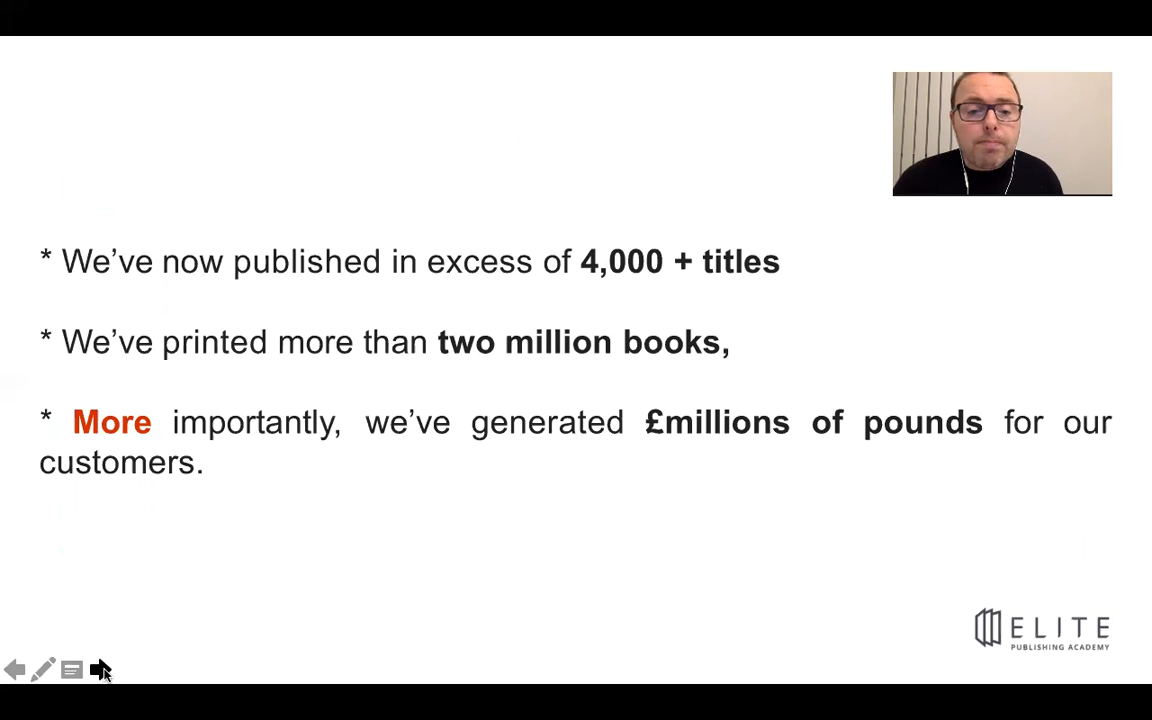 * We’ve now published in excess of 4,000 + titles
* We’ve printed more than two million books,
* More importantly, we’ve generated £millions of pounds for our
customers.
ELITE
PUBLISHING ACADEMY